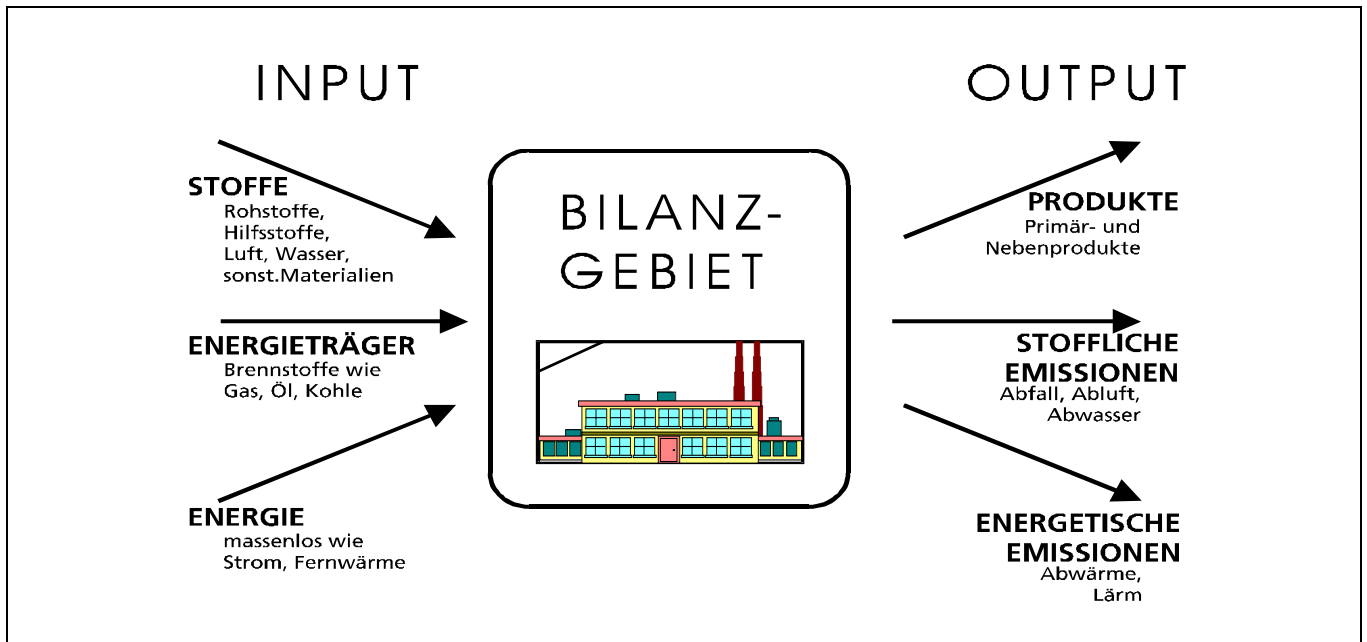 INPUT
STOFFE
Rohstoffe,
Hilfsstoffe,
Luft, Wasser,
sonst.Materialien
ENERGIETRÄGER
Brennstoffe wie
Gas, Öl, Kohle
ENERGIE
massenlos wie
Strom, Fernwärme
BILANZ-
GEBIET
OUTPUT
PRODUKTE
Primär- und
Nebenprodukte
STOFFLICHE
EMISSIONEN
Abfall, Abluft,
Abwasser
ENERGETISCHE
EMISSIONEN
Abwärme,
Lärm